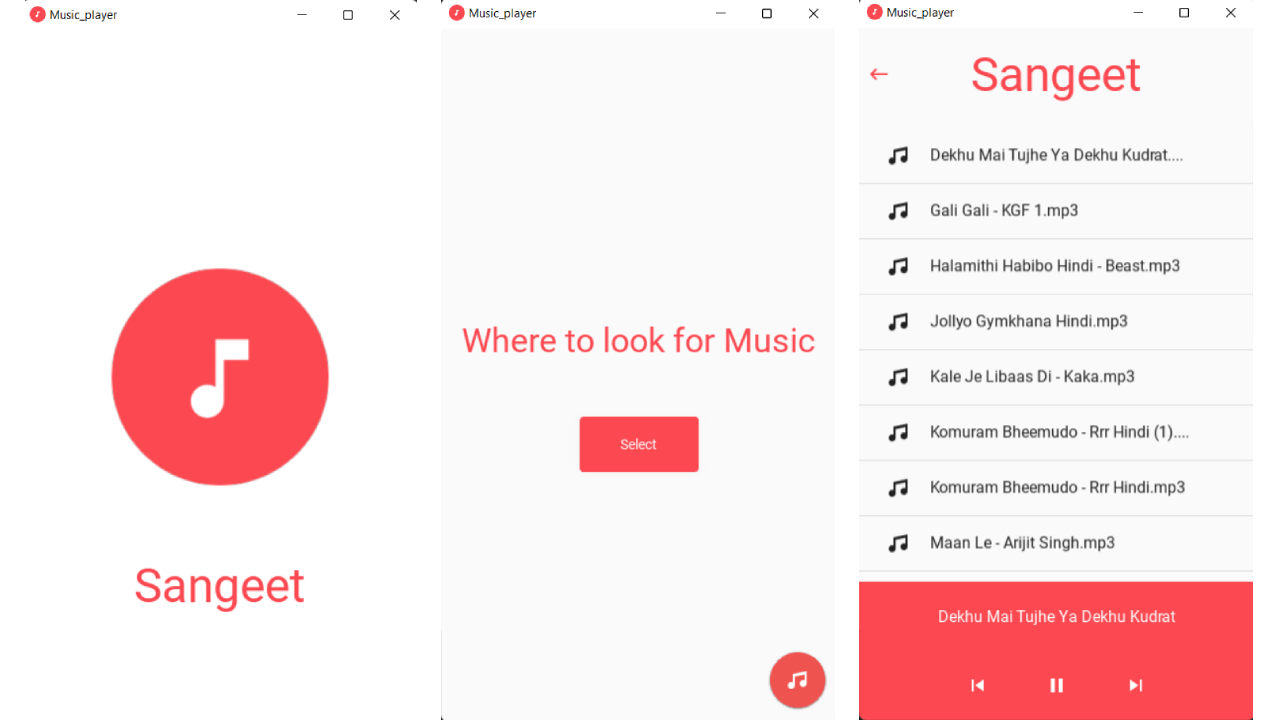 Music_player
Sangeet
Music_player
Where to look for Music
Select
Music_player
Sangeet
Dekhu Mai Tujhe Ya Dekhu Kudrat....
Gali Gali - KGF 1.mp3
Halamithi Habibo Hindi - Beast.mp3
Jollyo Gymkhana Hindi.mp3
Kale Je Libaas Di - Kaka.mp3
Komuram Bheemudo - Rrr Hindi (1)....
Komuram Bheemudo - Rrr Hindi.mp3
Maan Le - Arijit Singh.mp3
Dekhu Mai Tujhe Ya Dekhu Kudrat